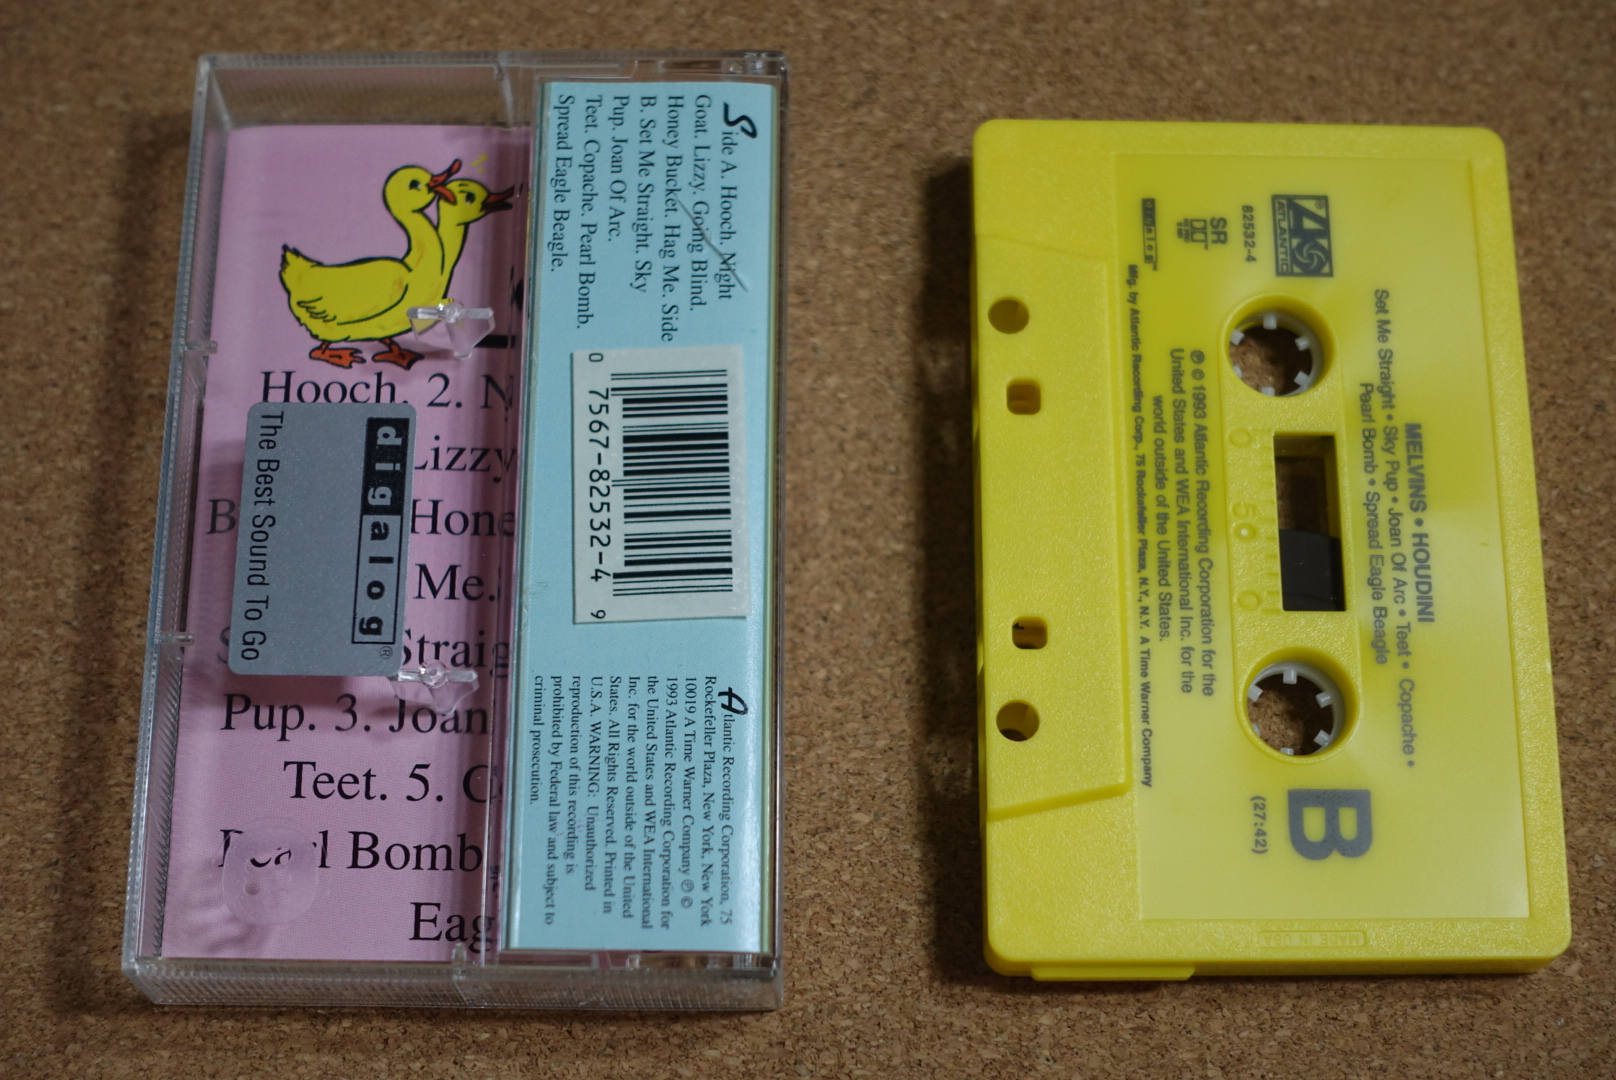 Side A. Hooch. Night
Goat. Lizzy. Going Blind.
Honey Bucket. Hag Me. Side
B. Set Me Straight. Sky
Pup. Joan Of Arc.
Teet. Copache. Pearl Bomb.
Spread Eagle Beagle.
0 7567-82532-4 9
Atlantic Recording Corporation, 75
Rockefeller Plaza, New York, New York
10019 A Time Warner Company ℗ ©
1993 Atlantic Recording Corporation for
the United States and WEA International
Inc. for the world outside of the United
States. All Rights Reserved. Printed in
U.S.A. WARNING: Unauthorized
reproduction of this recording is
prohibited by Federal law and subject to
criminal prosecution.
Hooch. 2. N
Lizzy
B Hone
Me.
Straig
Pup. 3. Joan
Teet. 5. C
Pearl Bomb
Eag
digalog®
The Best Sound To Go
MELVINS • HOUDINI
Set Me Straight • Sky Pup • Joan Of Arc • Teet • Copache •
Pearl Bomb • Spread Eagle Beagle
ATLANTIC
82532-4
SR
B
(27:42)
℗ © 1993 Atlantic Recording Corporation for the
United States and WEA International Inc. for the
world outside of the United States.
digalog™
Mfg. by Atlantic Recording Corp., 75 Rockefeller Plaza, N.Y., N.Y. A Time Warner Company
50 0
MADE IN USA